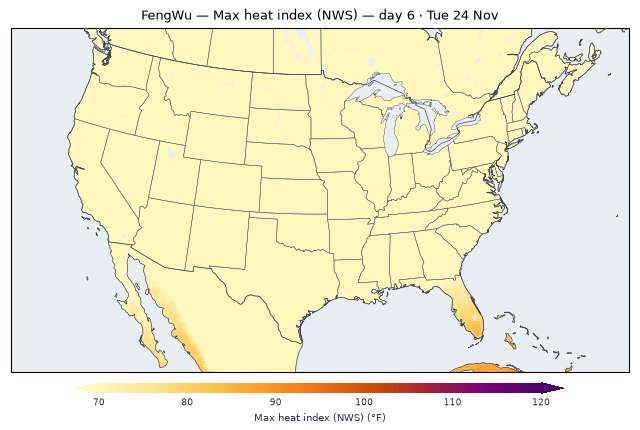 FengWu — Max heat index (NWS) — day 6 · Tue 24 Nov
70 80 90 100 110 120
Max heat index (NWS) (°F)